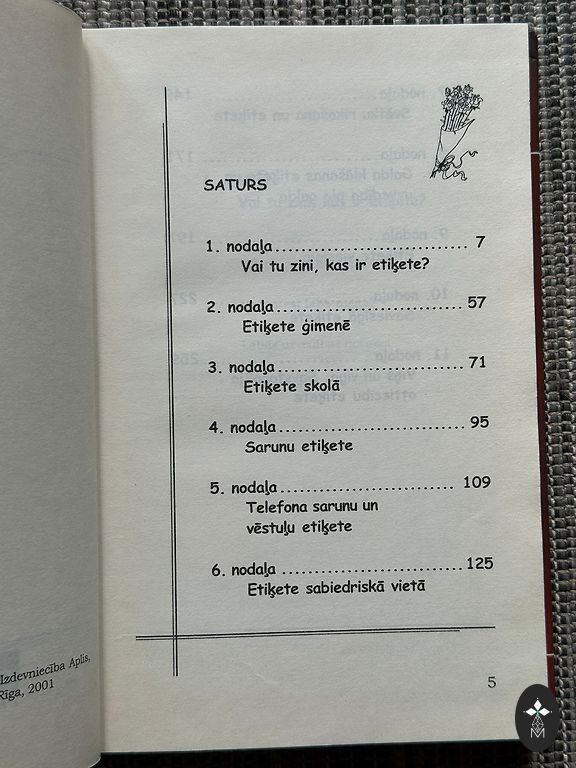 SATURS
1. nodaļa.............................. 7
Vai tu zini, kas ir etiķete?
2. nodaļa.............................. 57
Etiķete ģimenē
3. nodaļa.............................. 71
Etiķete skolā
4. nodaļa.............................. 95
Sarunu etiķete
5. nodaļa............................ 109
Telefona sarunu un
vēstuļu etiķete
6. nodaļa ............................ 125
Etiķete sabiedriskā vietā
5
Izdevniecība Aplis,
Rīga, 2001
M